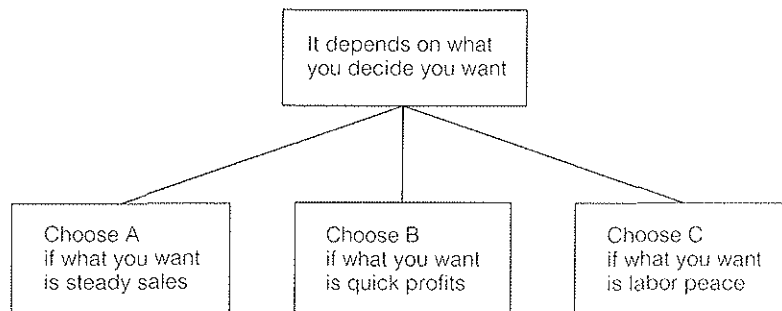 It depends on what
you decide you want
Choose A
if what you want
is steady sales
Choose B
if what you want
is quick profits
Choose C
if what you want
is labor peace